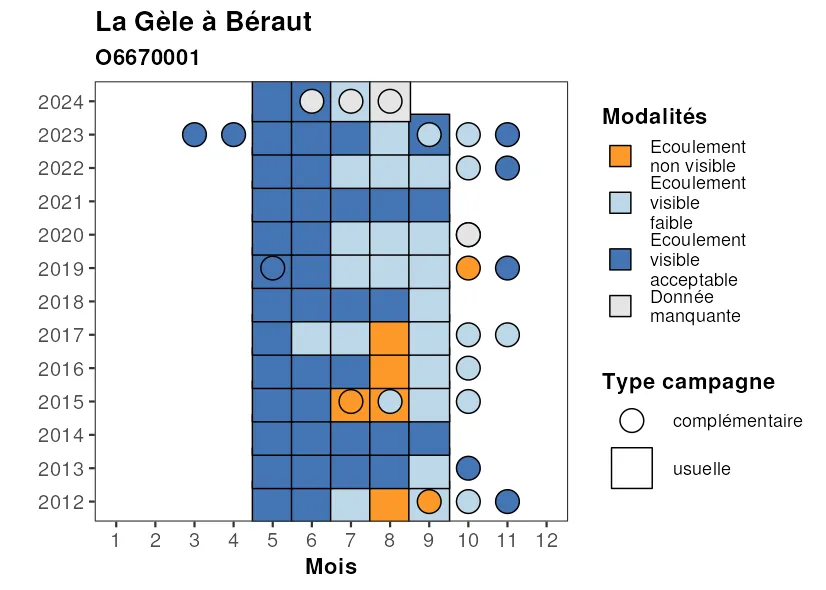 La Gèle à Béraut
O6670001
2024
2023
2022
2021
2020
2019
2018
2017
2016
2015
2014
2013
2012
1 2 3 4 5 6 7 8 9 10 11 12
Mois
Modalités
Ecoulement
non visible
Ecoulement
visible
faible
Ecoulement
visible
acceptable
Donnée
manquante
Type campagne
complémentaire
usuelle